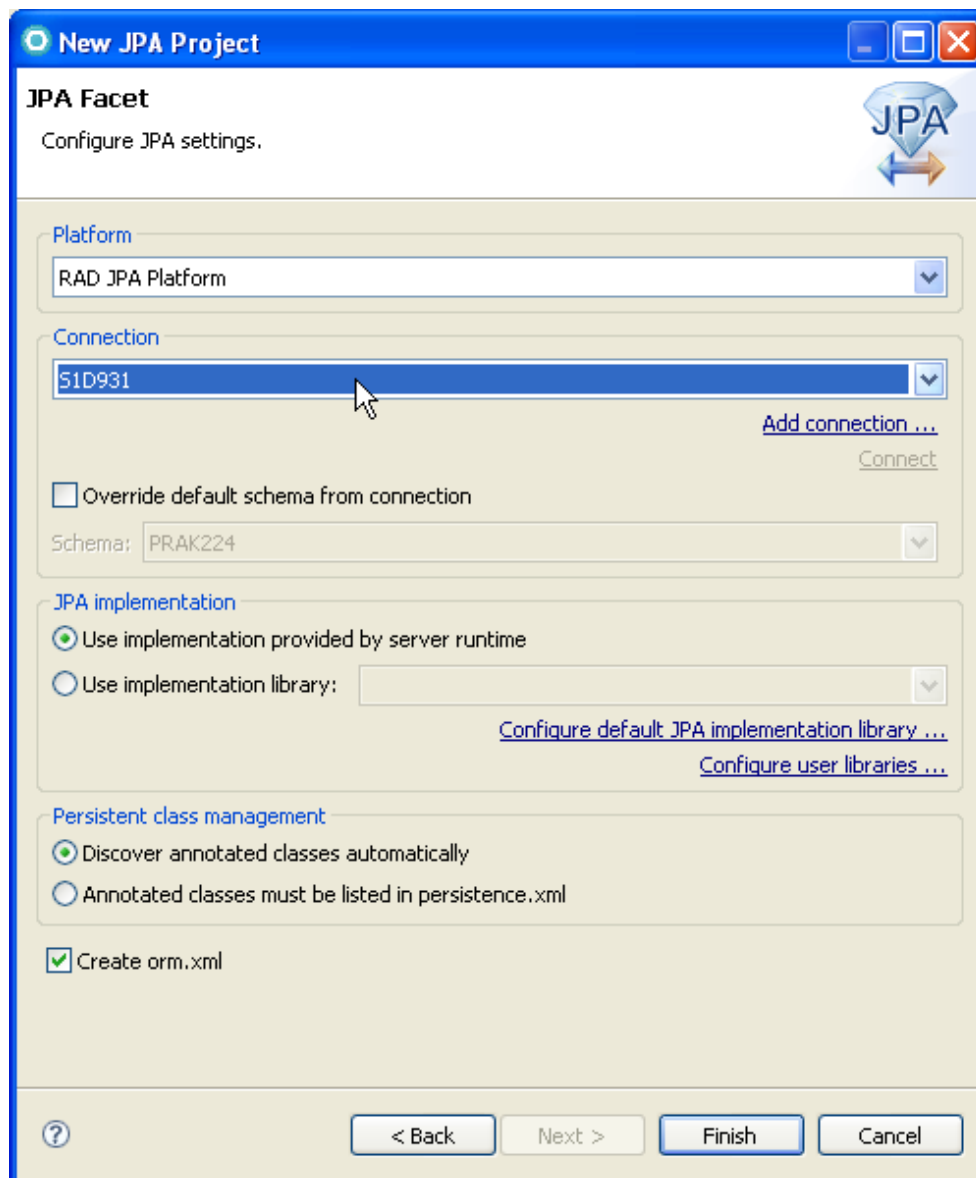 New JPA Project
JPA Facet
Configure JPA settings.
JPA
Platform
RAD JPA Platform
Connection
S1D931
Add connection ...
Connect
Override default schema from connection
Schema: PRAK224
JPA implementation
Use implementation provided by server runtime
Use implementation library:
Configure default JPA implementation library ...
Configure user libraries ...
Persistent class management
Discover annotated classes automatically
Annotated classes must be listed in persistence.xml
Create orm.xml
? < Back Next > Finish Cancel